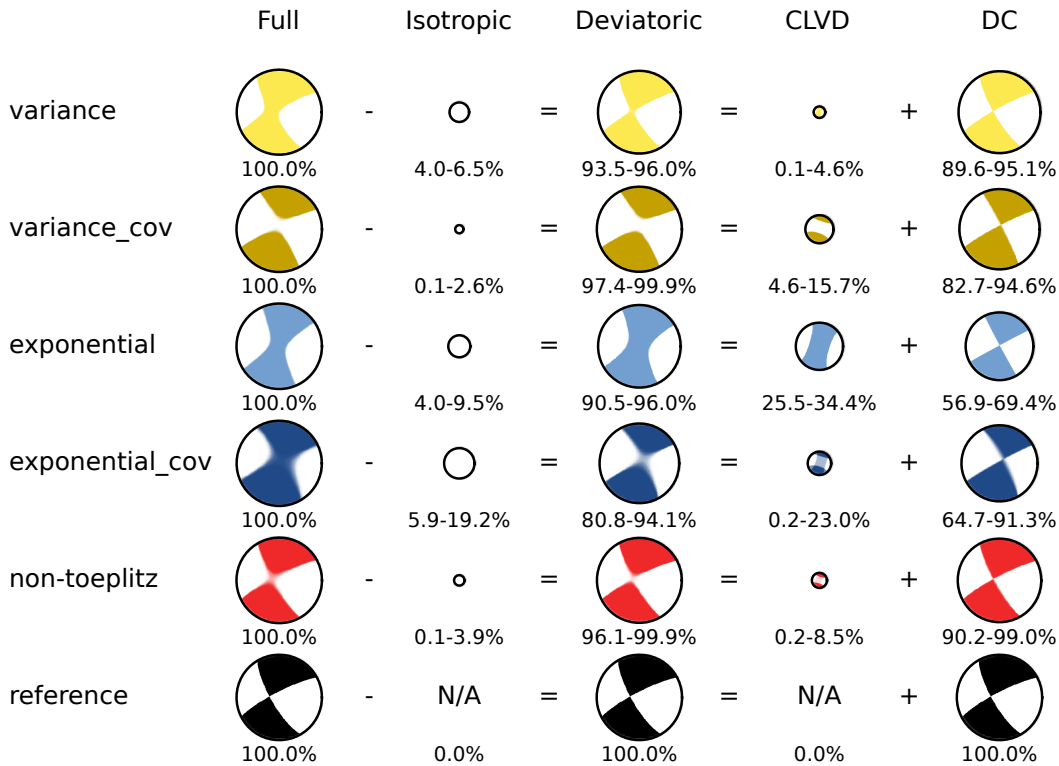 Full Isotropic Deviatoric CLVD DC
variance - = = +
100.0% 4.0-6.5% 93.5-96.0% 0.1-4.6% 89.6-95.1%
variance_cov - = = +
100.0% 0.1-2.6% 97.4-99.9% 4.6-15.7% 82.7-94.6%
exponential - = = +
100.0% 4.0-9.5% 90.5-96.0% 25.5-34.4% 56.9-69.4%
exponential_cov - = = +
100.0% 5.9-19.2% 80.8-94.1% 0.2-23.0% 64.7-91.3%
non-toeplitz - = = +
100.0% 0.1-3.9% 96.1-99.9% 0.2-8.5% 90.2-99.0%
reference - N/A = = N/A +
100.0% 0.0% 100.0% 0.0% 100.0%